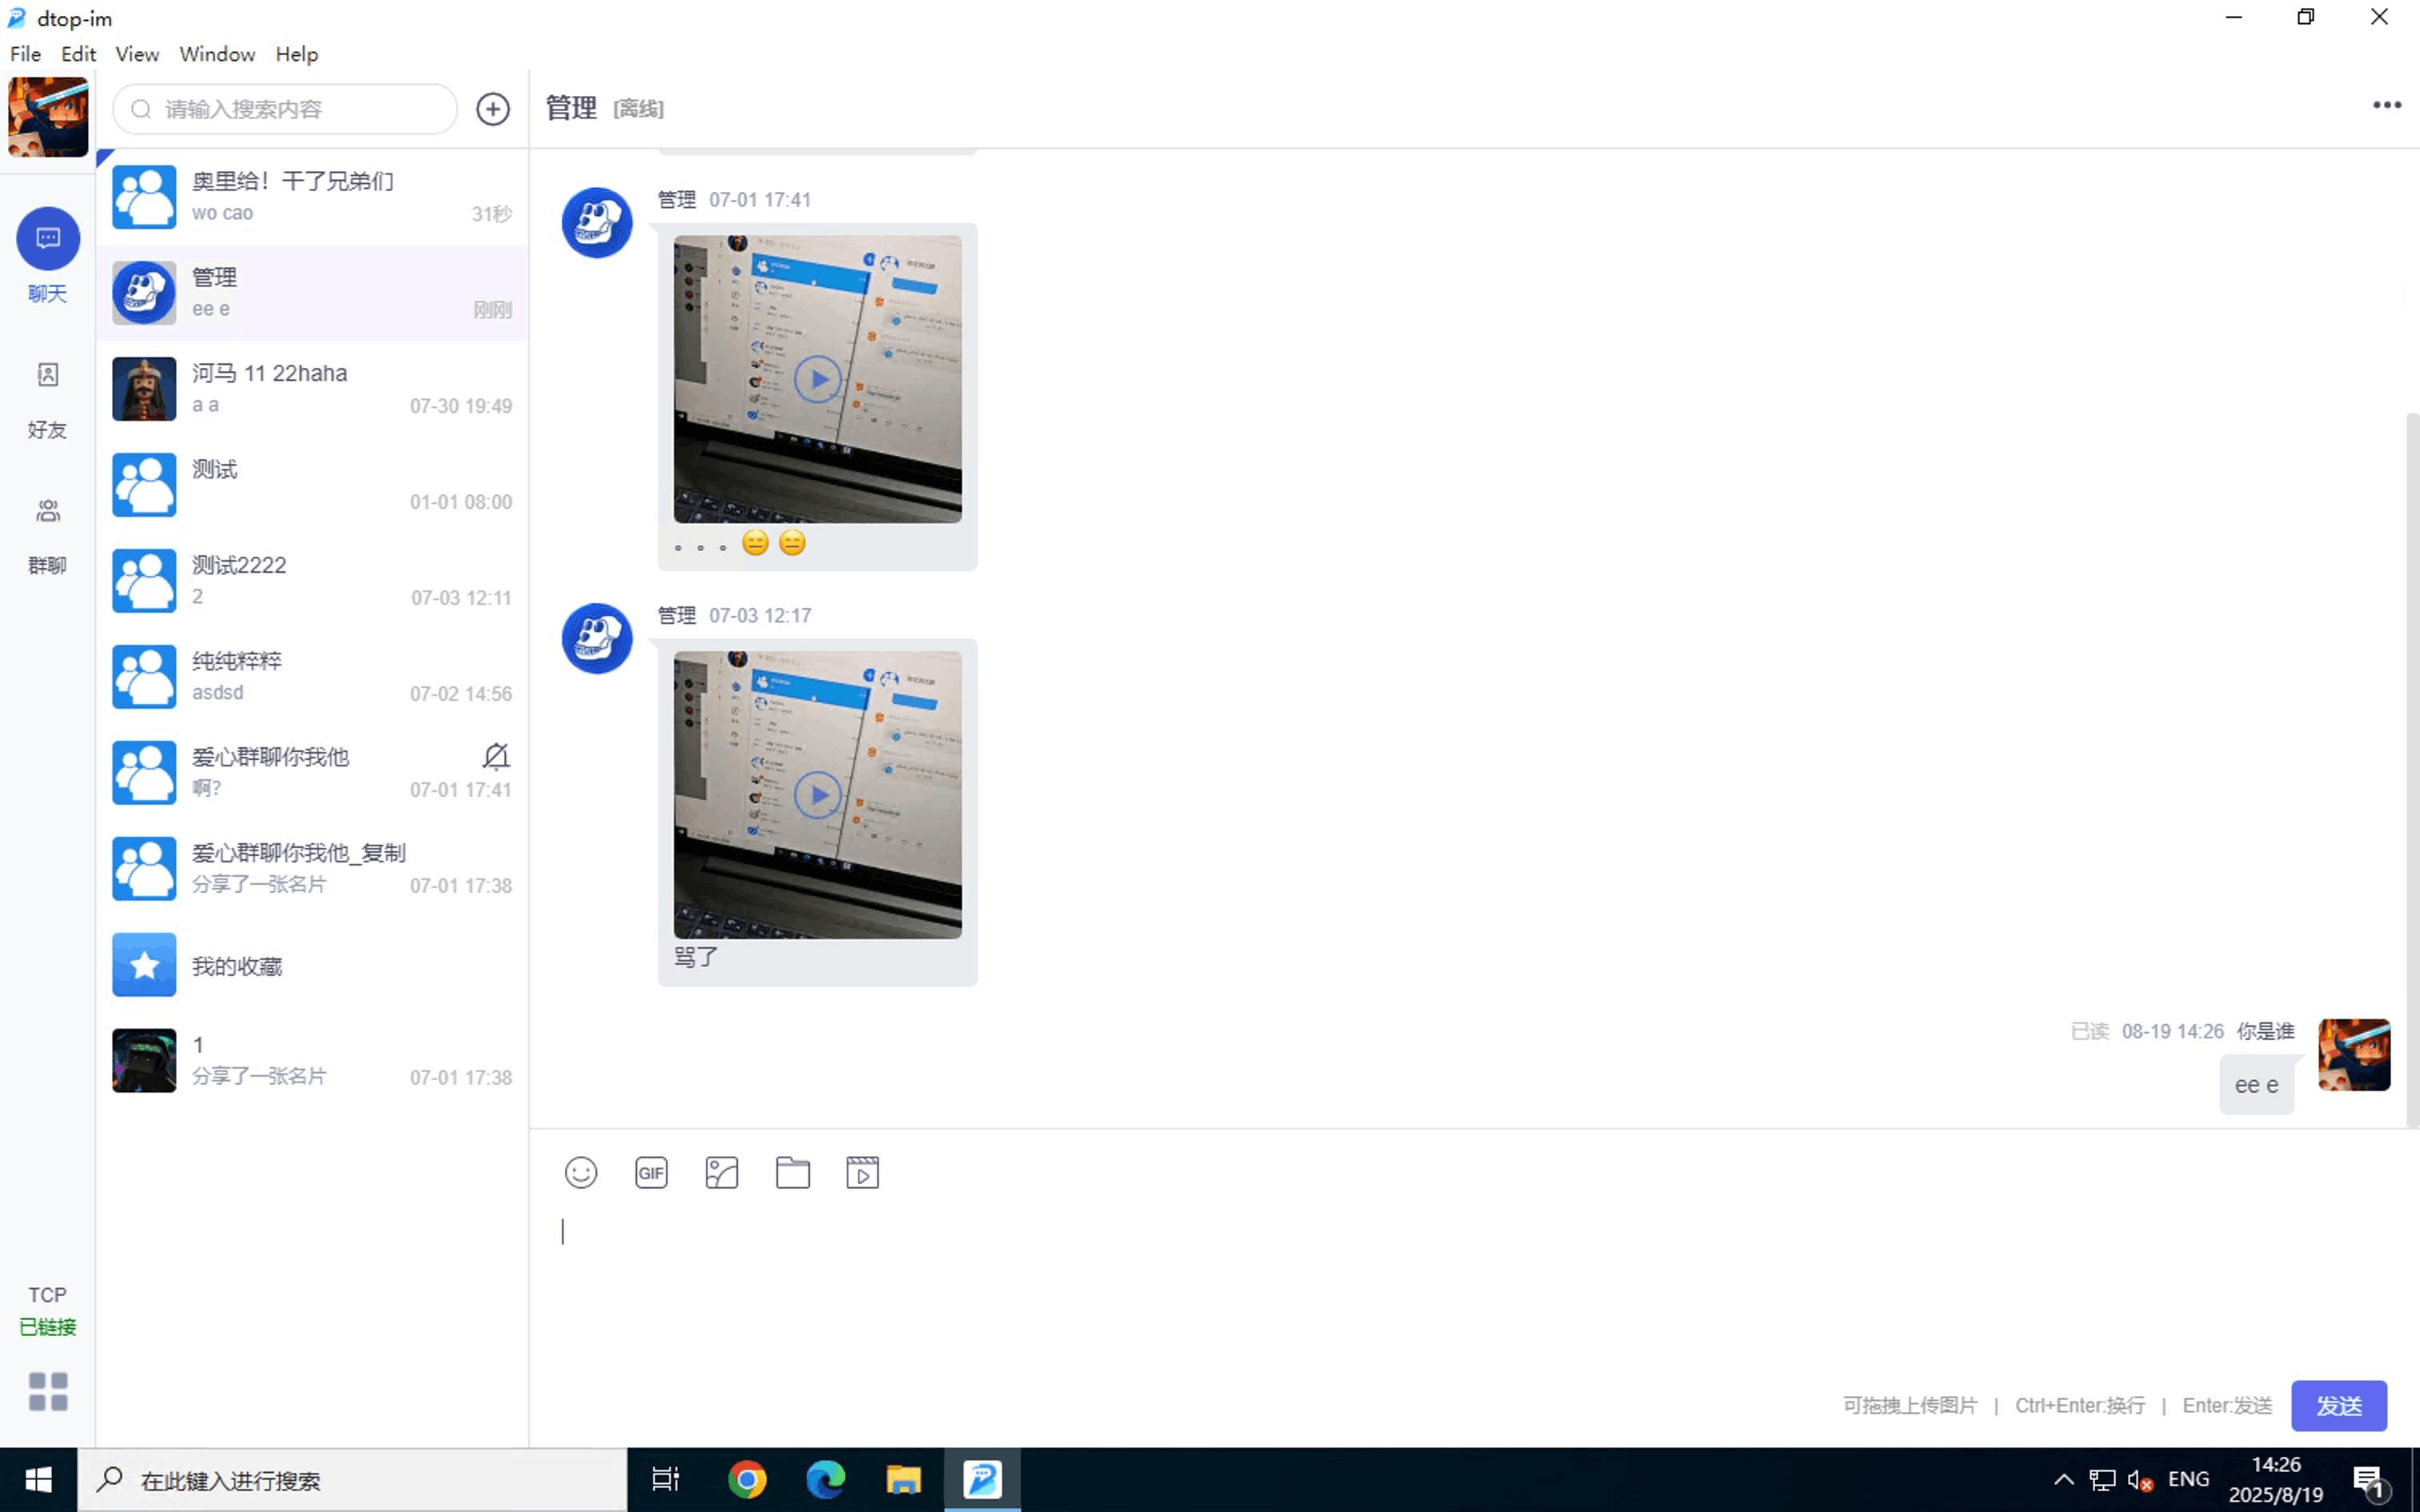 dtop-im
File Edit View Window Help
请输入搜索内容
管理 [离线]
聊天
好友
群聊
TCP
已链接
奥里给！干了兄弟们
wo cao 31秒
管理
ee e 刚刚
河马 11 22haha
a a 07-30 19:49
测试
01-01 08:00
测试2222
2 07-03 12:11
纯纯粹粹
asdsd 07-02 14:56
爱心群聊你我他
啊? 07-01 17:41
爱心群聊你我他_复制
分享了一张名片 07-01 17:38
我的收藏
1
分享了一张名片 07-01 17:38
管理 07-01 17:41
。。。😑😑
管理 07-03 12:17
骂了
已读 08-19 14:26 你是谁
ee e
GIF
可拖拽上传图片 | Ctrl+Enter:换行 | Enter:发送 发送
在此键入进行搜索
ENG
14:26
2025/8/19
1